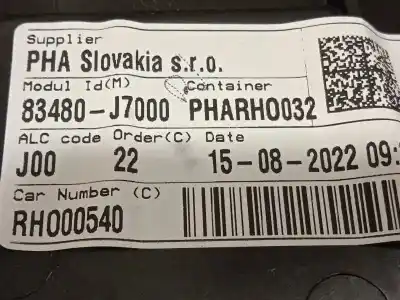 Supplier
PHA Slovakia s.r.o.
Modul Id(M) Container
83480-J7000 PHARHO032
ALC code Order(C) Date
J00 22 15-08-2022 09:
Car Number (C)
RH000540